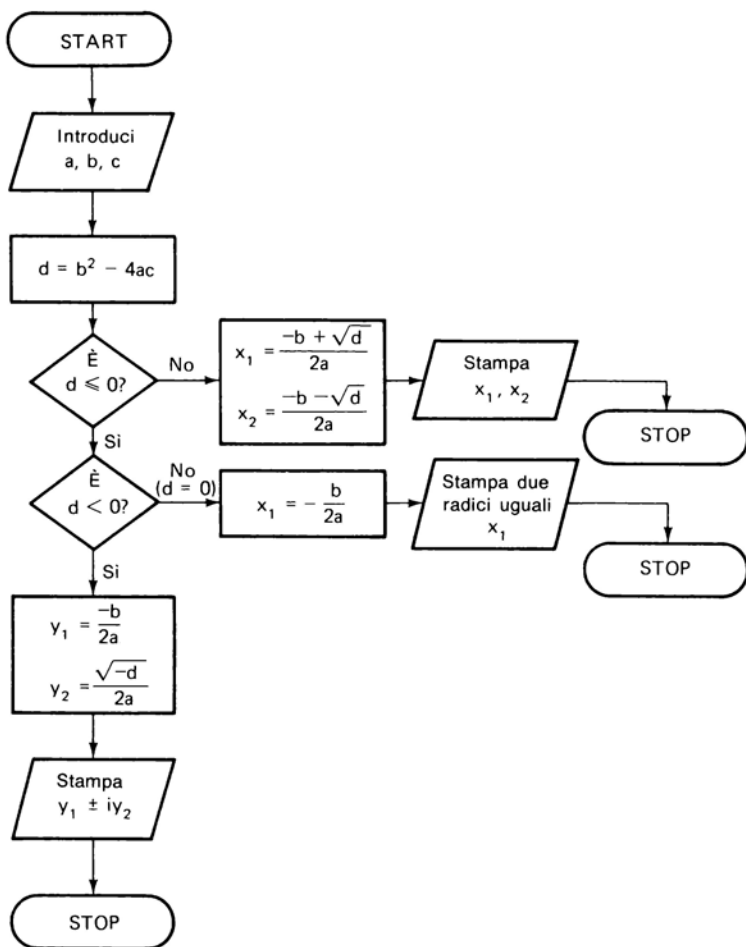 START
Introduci
a, b, c
d = b² − 4ac
È
d ⩽ 0?
No
x₁ = (−b + √d) / 2a
x₂ = (−b − √d) / 2a
Stampa
x₁, x₂
STOP
Si
È
d < 0?
No
(d = 0)
x₁ = − b / 2a
Stampa due
radici uguali
x₁
STOP
Si
y₁ = −b / 2a
y₂ = √−d / 2a
Stampa
y₁ ± iy₂
STOP